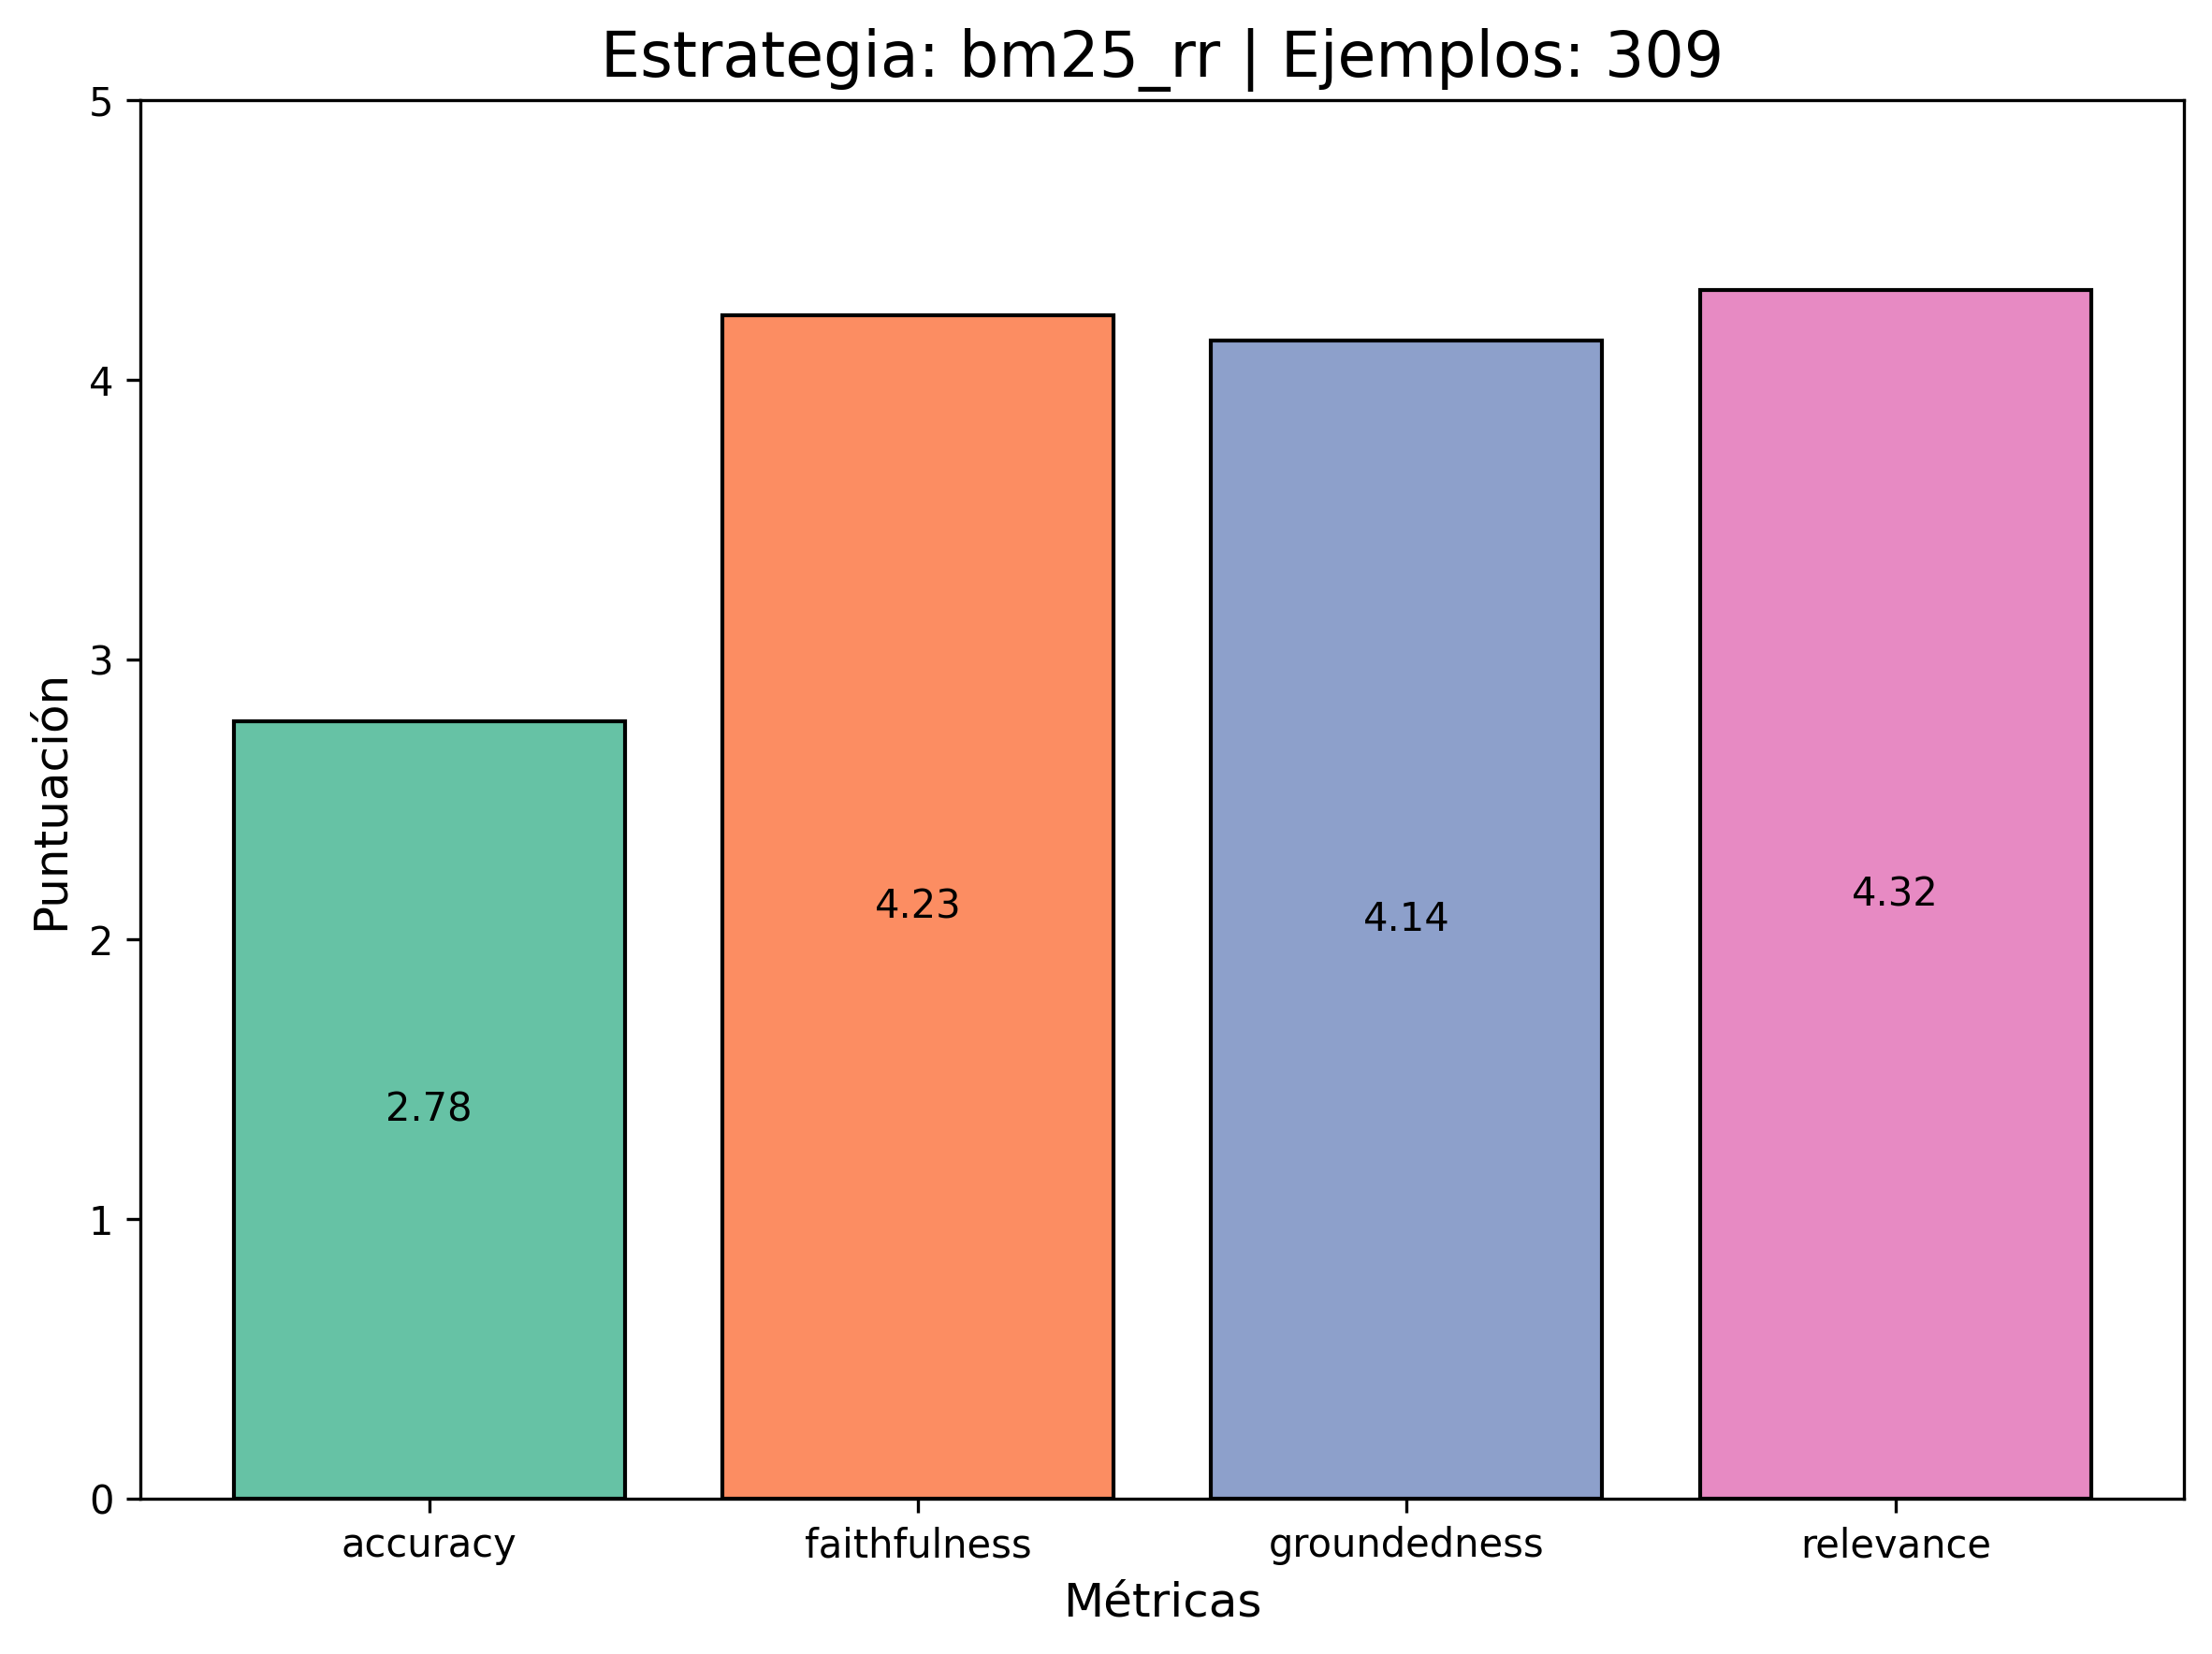 Estrategia: bm25_rr | Ejemplos: 309
5
4
3
2
1
0
Puntuación
2.78
4.23
4.14
4.32
accuracy
faithfulness
groundedness
relevance
Métricas